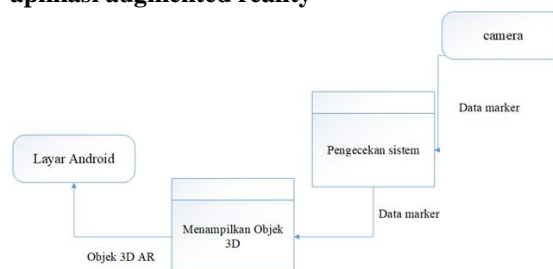 aplikasi augmented reality
camera
Data marker
Pengecekan sistem
Layar Android
Data marker
Menampilkan Objek
3D
Objek 3D AR